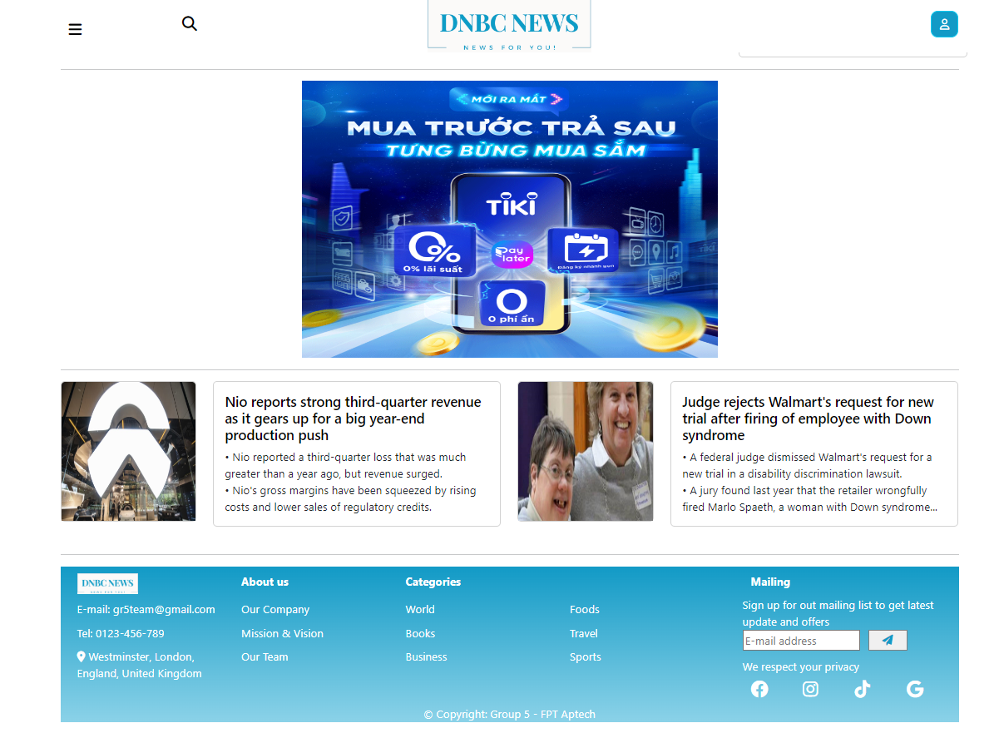 DNBC NEWS
NEWS FOR YOU!
MỚI RA MẮT
MUA TRƯỚC TRẢ SAU
TƯNG BỪNG MUA SẮM
TIKI
0%
0% lãi suất
Pay
later
Đăng ký nhanh gọn
0
0 phí ẩn
Nio reports strong third-quarter revenue
as it gears up for a big year-end
production push
• Nio reported a third-quarter loss that was much
greater than a year ago, but revenue surged.
• Nio's gross margins have been squeezed by rising
costs and lower sales of regulatory credits.
Judge rejects Walmart's request for new
trial after firing of employee with Down
syndrome
• A federal judge dismissed Walmart's request for a
new trial in a disability discrimination lawsuit.
• A jury found last year that the retailer wrongfully
fired Marlo Spaeth, a woman with Down syndrome...
DNBC NEWS
NEWS FOR YOU!
E-mail: gr5team@gmail.com
Tel: 0123-456-789
Westminster, London,
England, United Kingdom
About us
Our Company
Mission & Vision
Our Team
Categories
World
Books
Business
Foods
Travel
Sports
Mailing
Sign up for out mailing list to get latest
update and offers
E-mail address
We respect your privacy
© Copyright: Group 5 - FPT Aptech